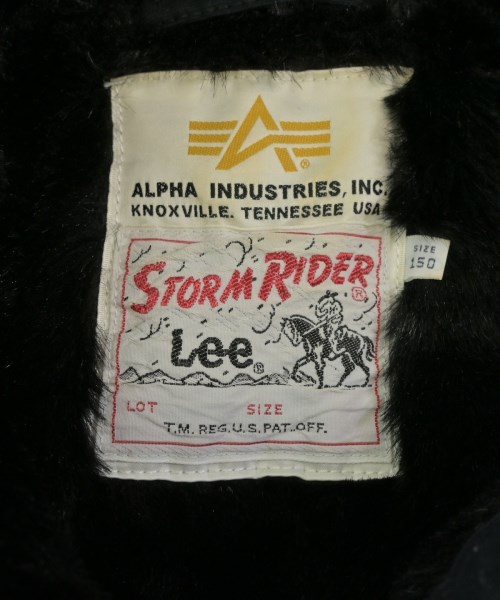 ALPHA INDUSTRIES, INC.
KNOXVILLE. TENNESSEE USA
STORM RIDER ®
Lee ®
LOT SIZE
T.M. REG. U.S. PAT. OFF.
SIZE
150